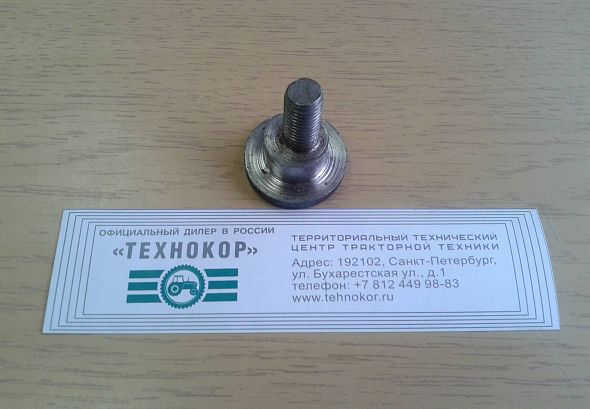 ОФИЦИАЛЬНЫЙ ДИЛЕР В РОССИИ
«ТЕХНОКОР»
ТЕРРИТОРИАЛЬНЫЙ ТЕХНИЧЕСКИЙ
ЦЕНТР ТРАКТОРНОЙ ТЕХНИКИ
Адрес: 192102, Санкт-Петербург,
ул. Бухарестская ул., д.1
телефон: +7 812 449 98-83
www.tehnokor.ru